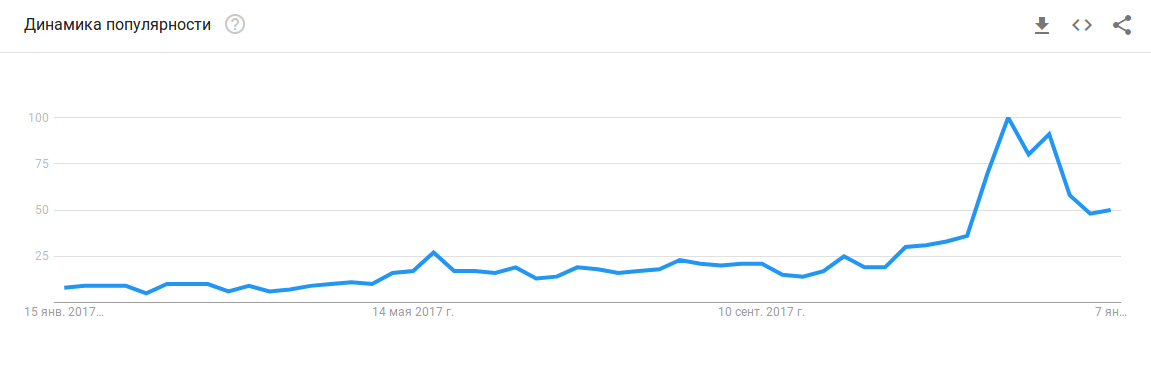 Динамика популярности ?
100
75
50
25
15 янв. 2017…
14 мая 2017 г.
10 сент. 2017 г.
7 ян…